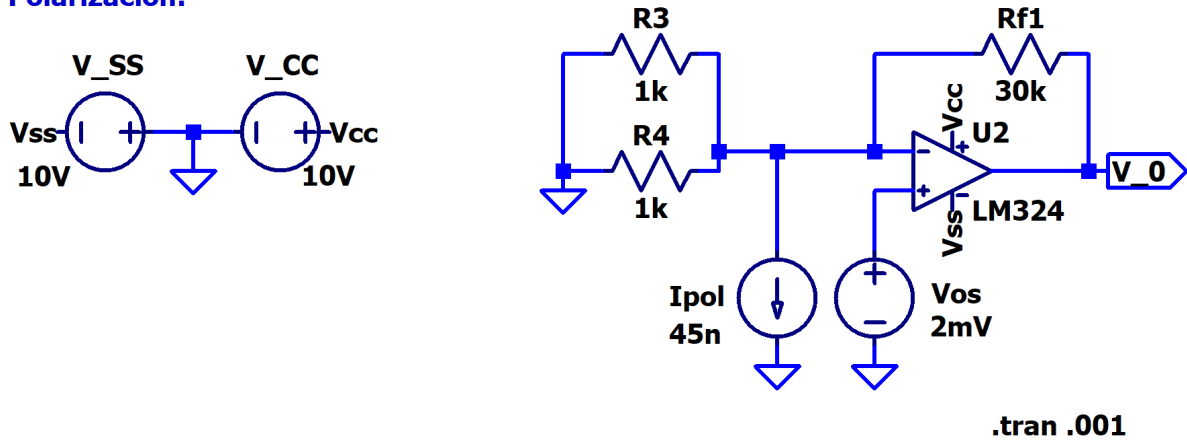 Polarización:
V_SS
V_CC
Vss
Vcc
10V
10V
R3
1k
R4
1k
Rf1
30k
Vcc
U2
V_0
LM324
Vss
Ipol
45n
Vos
2mV
.tran .001